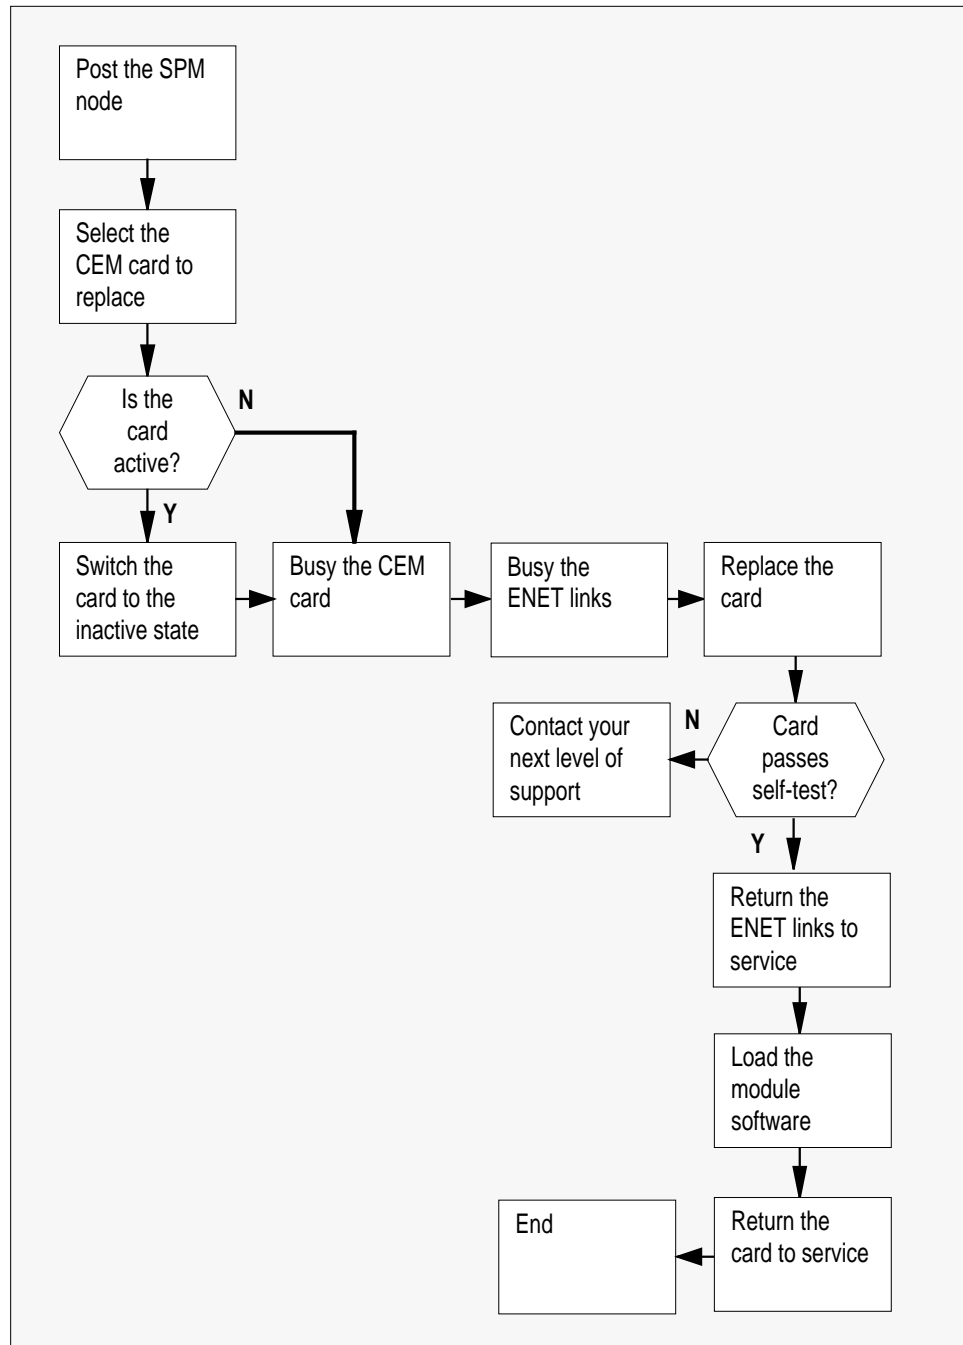 Post the SPM
node
Select the
CEM card to
replace
Is the
card
active?
N
Y
Switch the
card to the
inactive state
Busy the CEM
card
Busy the
ENET links
Replace the
card
Card
passes
self-test?
N
Contact your
next level of
support
Y
Return the
ENET links to
service
Load the
module
software
Return the
card to service
End